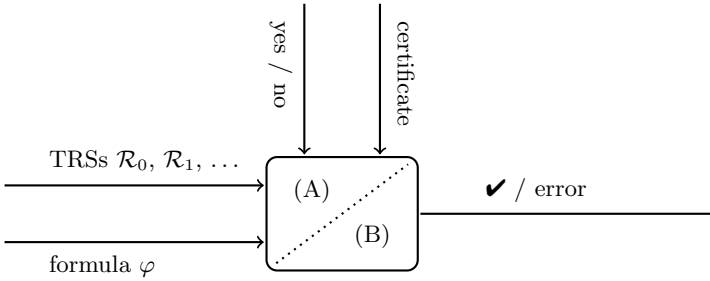 yes / no
certificate
TRSs R₀, R₁, …
(A)
✔ / error
(B)
formula φ